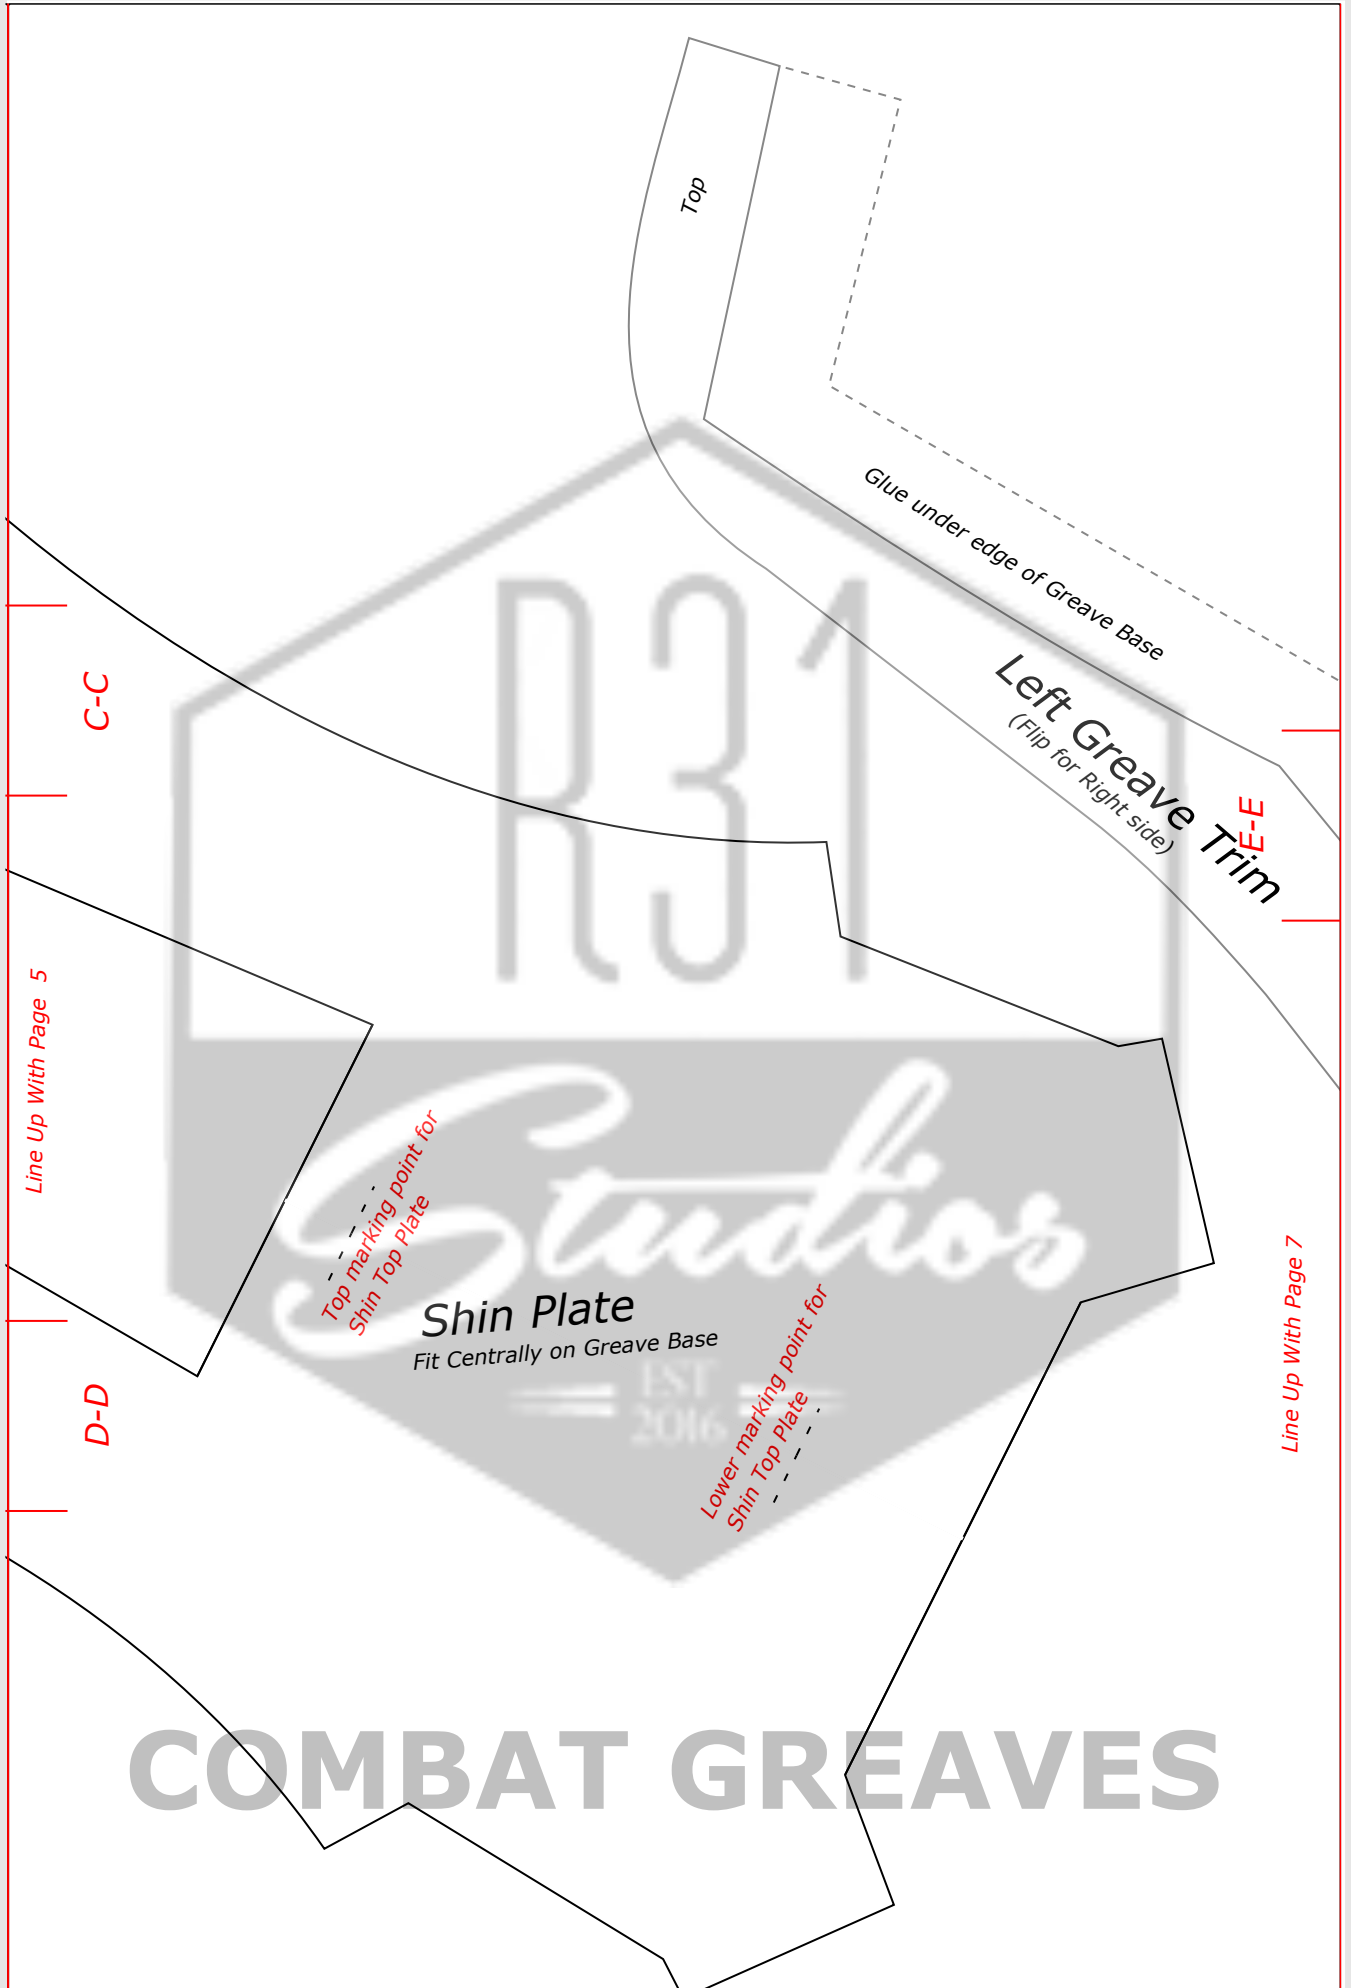 Top
Glue under edge of Greave Base
Left Greave Trim
(Flip for Right side)
E-E
C-C
R31
Line Up With Page 5
Studios
Top marking point for
Shin Top Plate
Shin Plate
Fit Centrally on Greave Base
Lower marking point for
Shin Top Plate
Line Up With Page 7
EST
2016
D-D
COMBAT GREAVES